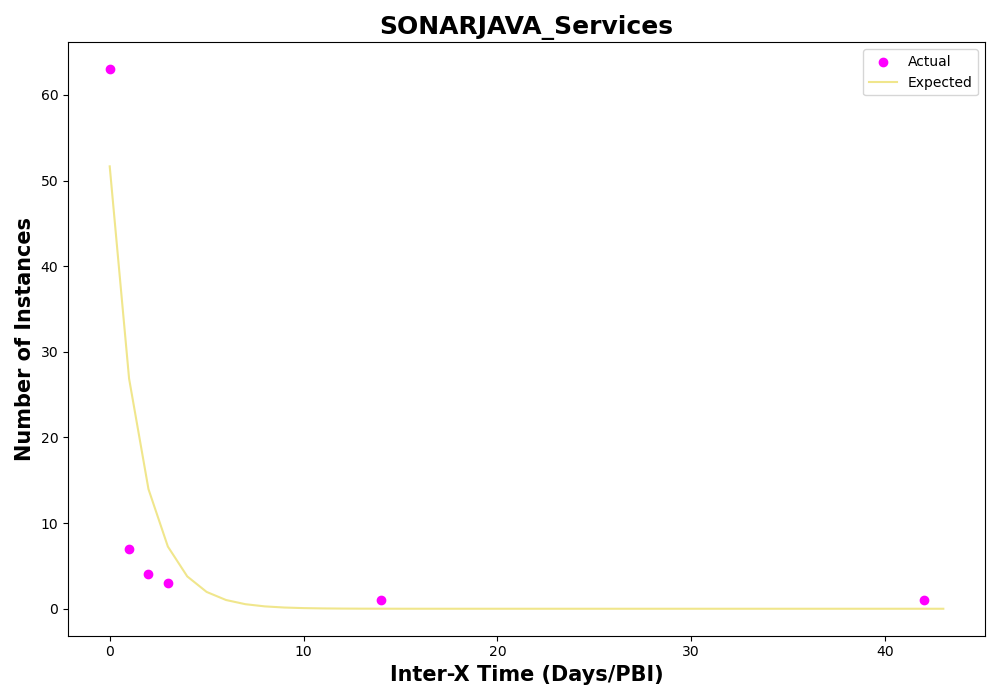 SONARJAVA_Services
Actual
Expected
60
50
40
30
20
10
0
Number of Instances
0 10 20 30 40
Inter-X Time (Days/PBI)